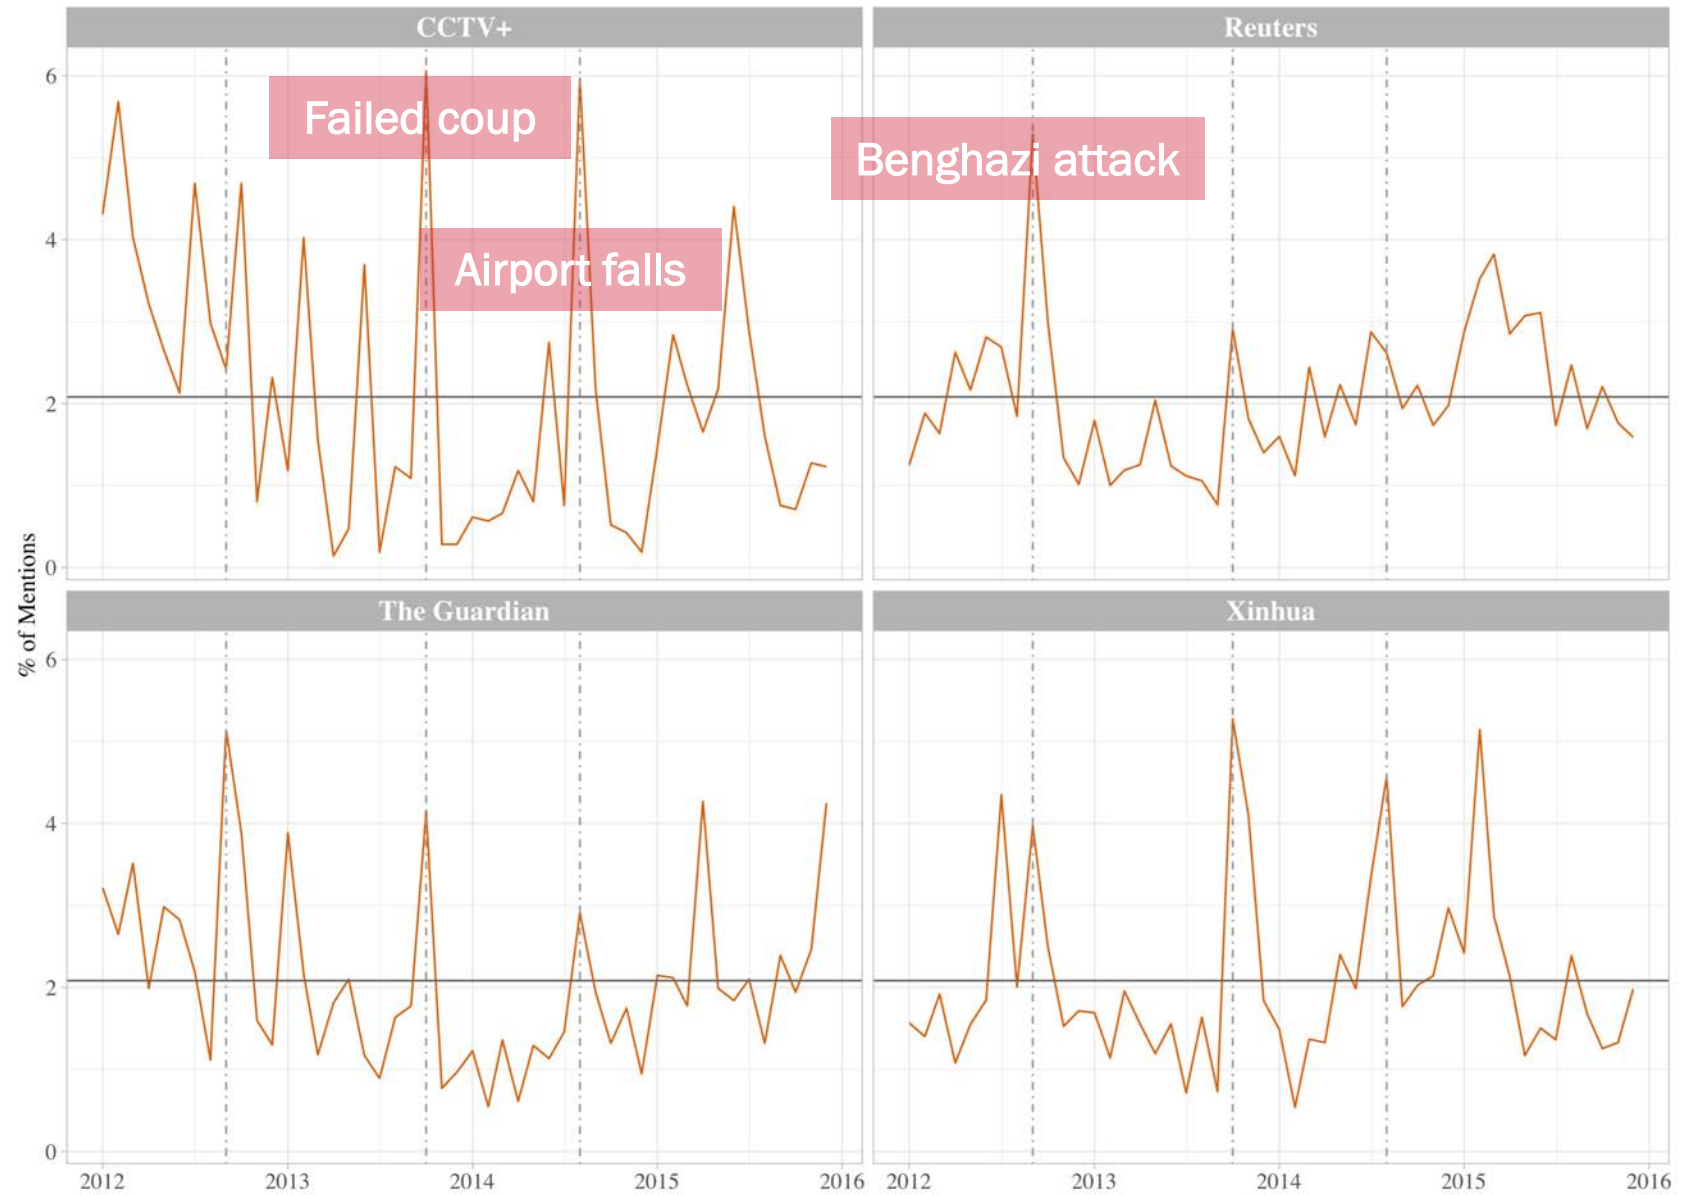 CCTV+
Reuters
Failed coup
Benghazi attack
Airport falls
6
4
2
0
% of Mentions
The Guardian
Xinhua
6
4
2
0
2012 2013 2014 2015 2016 2012 2013 2014 2015 2016